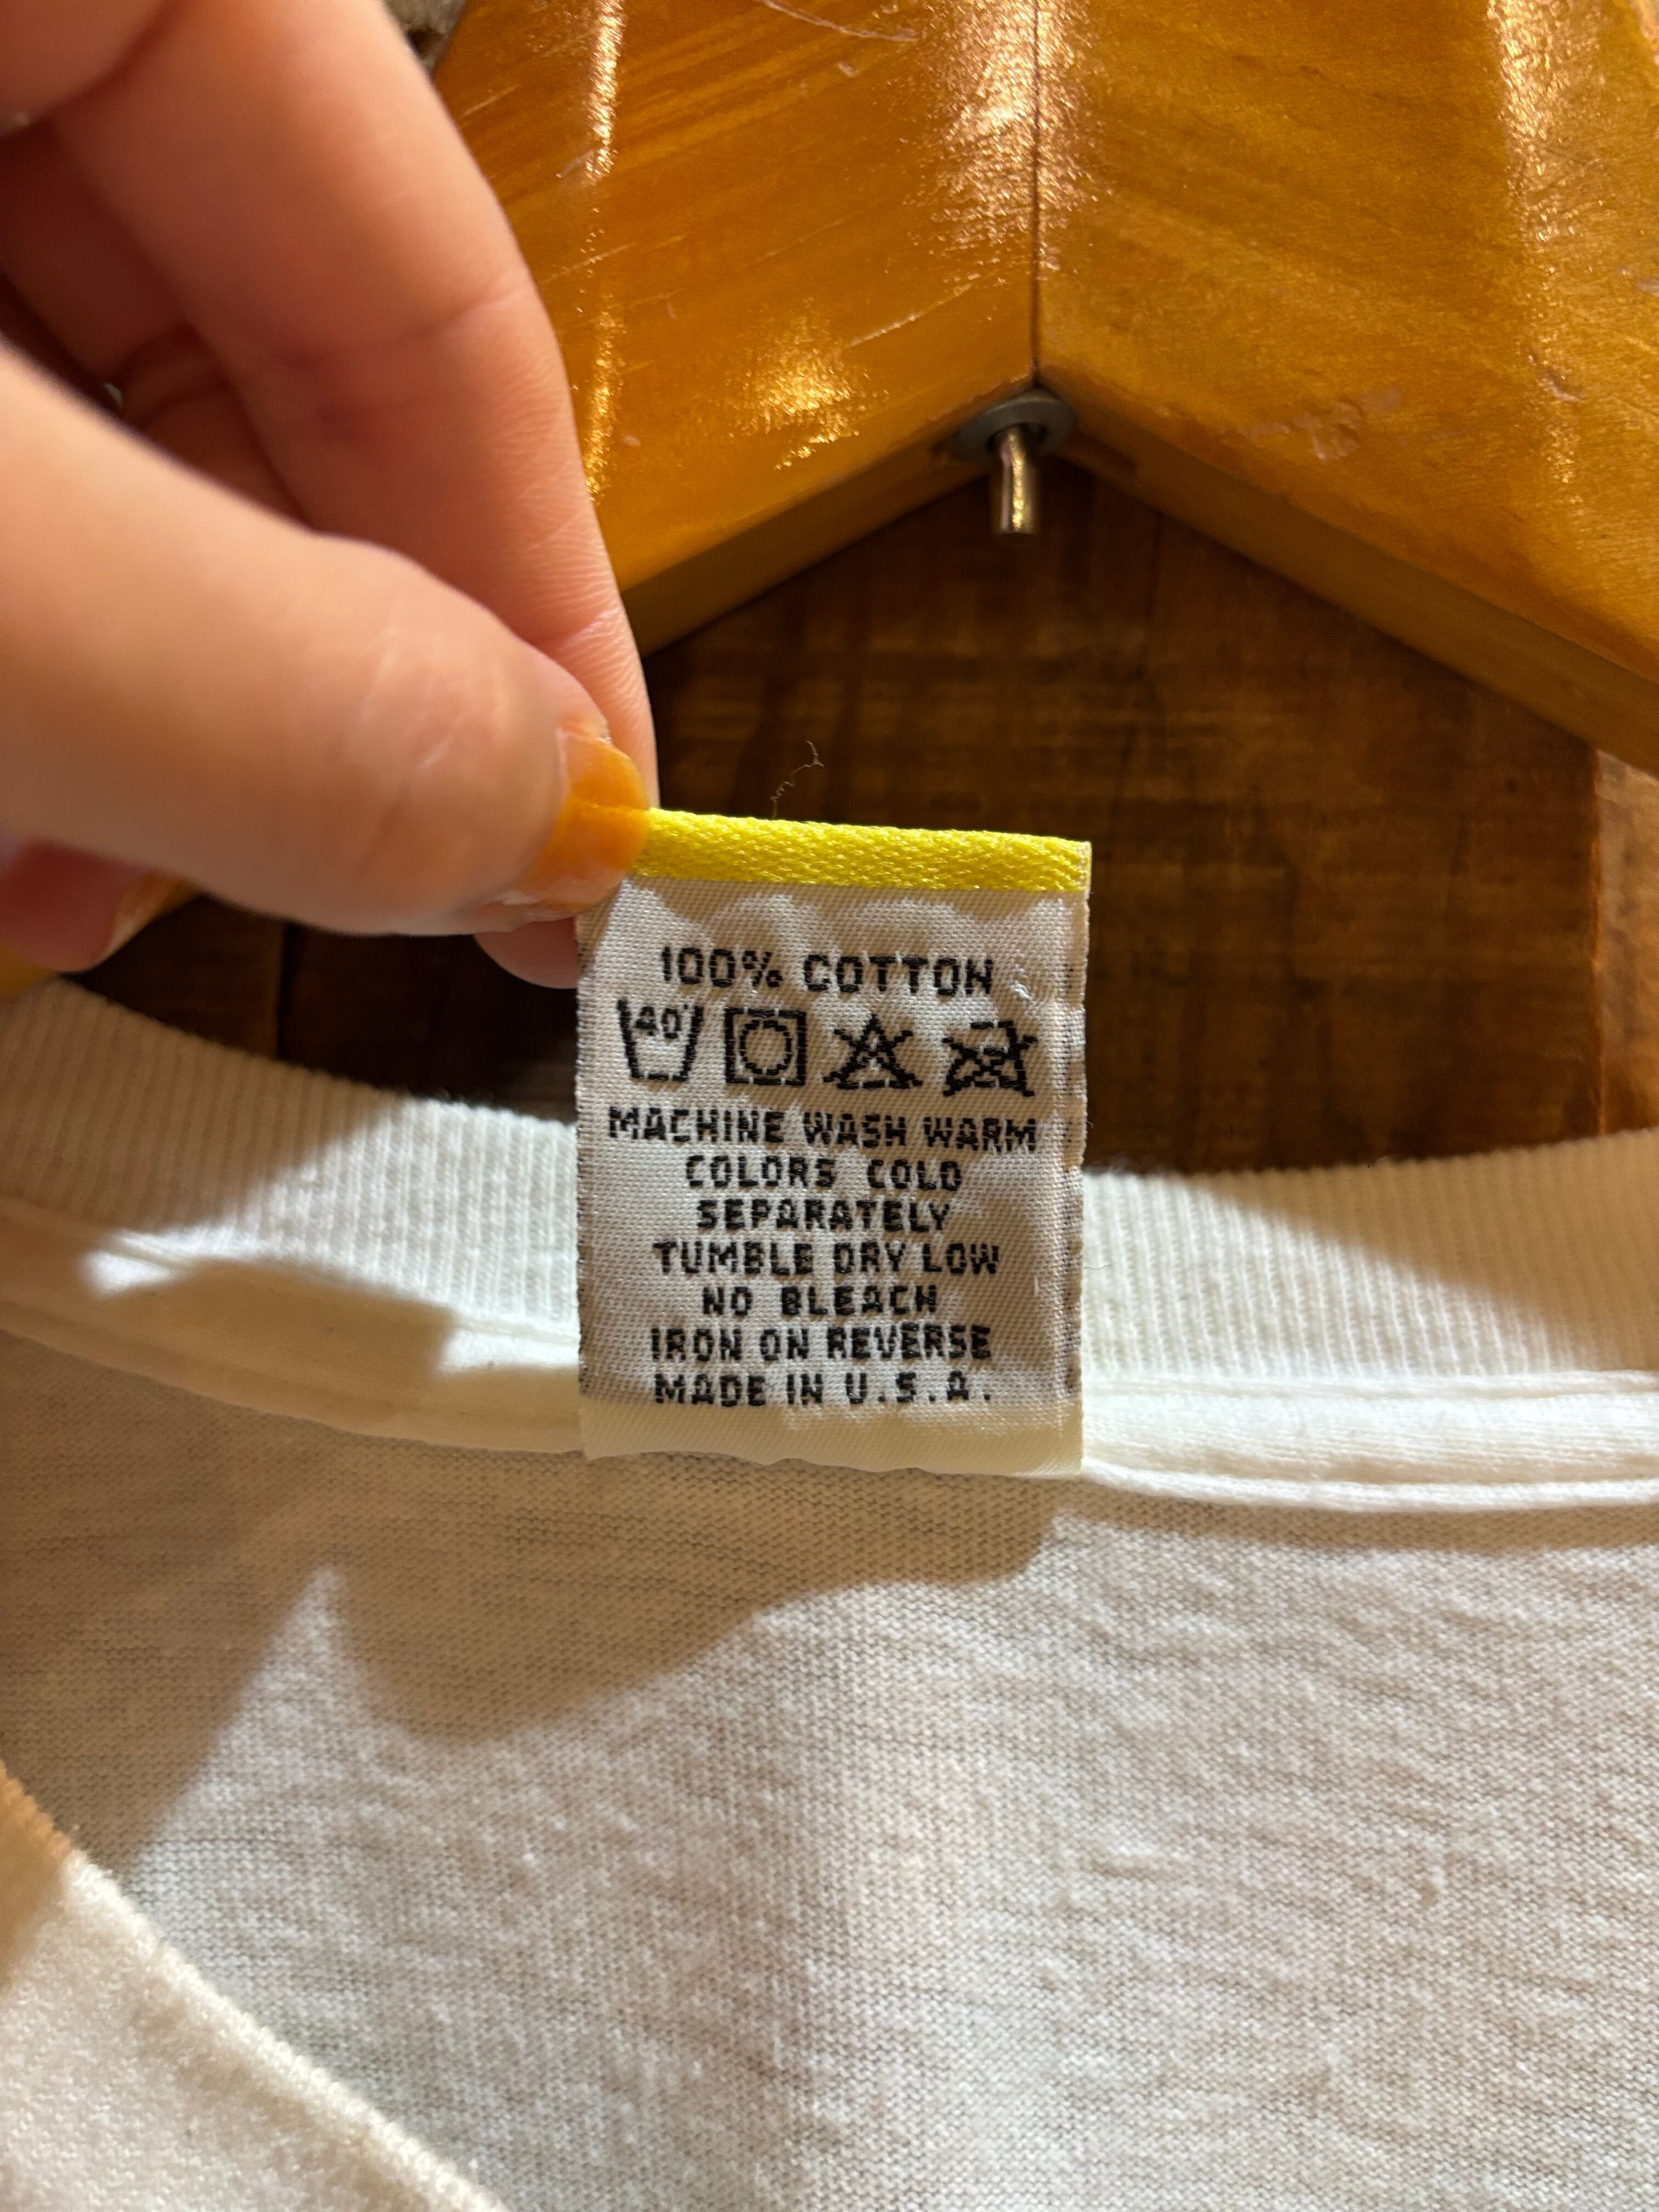 100% COTTON
40°
MACHINE WASH WARM
COLORS COLD
SEPARATELY
TUMBLE DRY LOW
NO BLEACH
IRON ON REVERSE
MADE IN U.S.A.